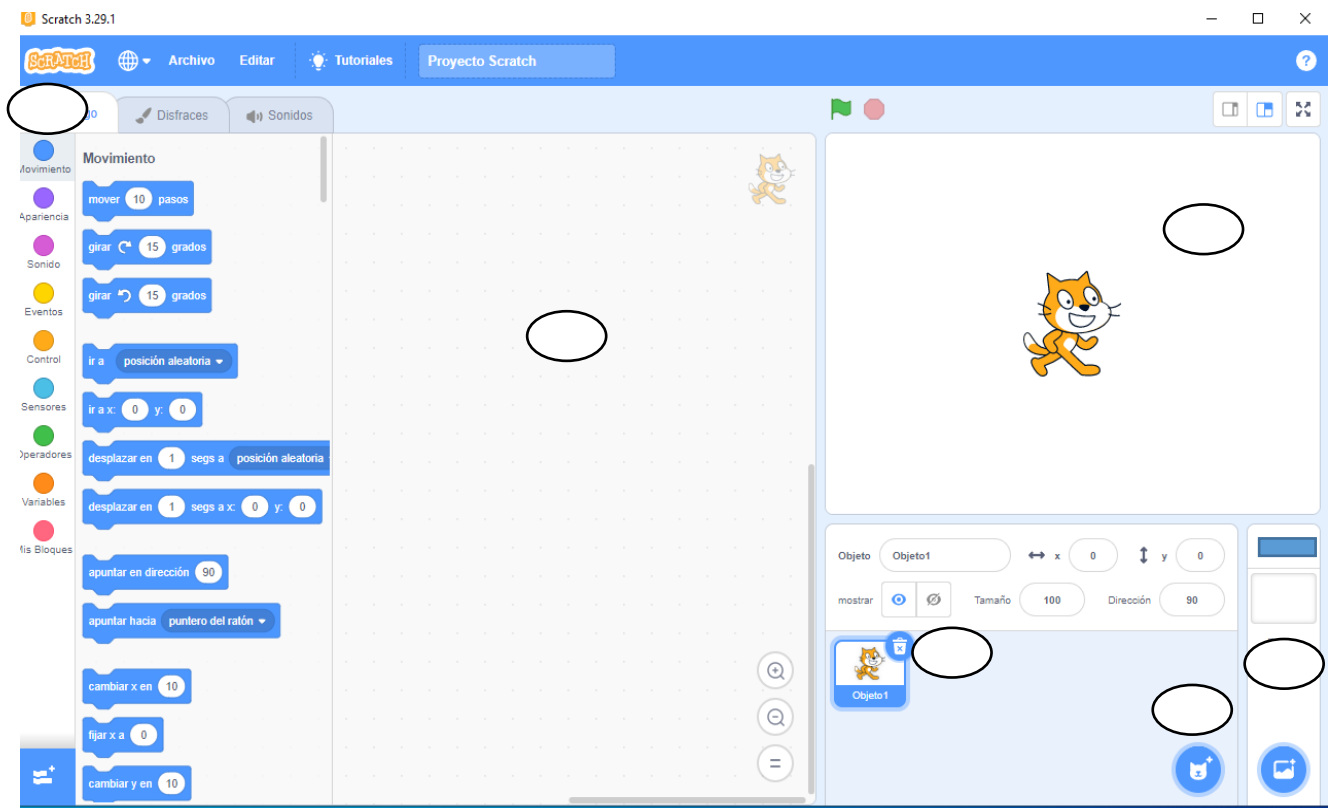 Scratch 3.29.1
SCRATCH Archivo Editar Tutoriales Proyecto Scratch ?
go Disfraces Sonidos
Movimiento
Apariencia
Sonido
Eventos
Control
Sensores
Operadores
Variables
Mis Bloques
Movimiento
mover 10 pasos
girar 15 grados
girar 15 grados
ir a posición aleatoria
ir a x: 0 y: 0
desplazar en 1 segs a posición aleatoria
desplazar en 1 segs a x: 0 y: 0
apuntar en dirección 90
apuntar hacia puntero del ratón
cambiar x en 10
fijar x a 0
cambiar y en 10
Objeto Objeto1 x 0 y 0
mostrar Tamaño 100 Dirección 90
Objeto1